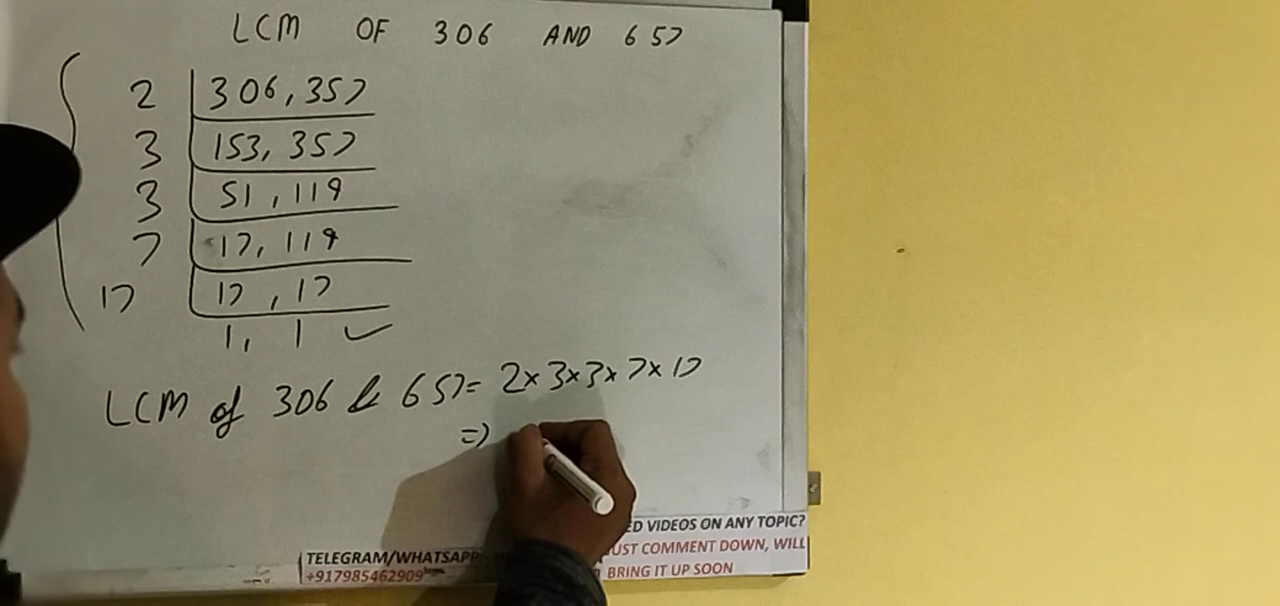 LCM OF 306 AND 657
2 306, 357
3 153, 357
3 51, 119
7 17, 119
17 17, 17
1, 1 ✓
LCM of 306 & 657 = 2×3×3×7×17
=)
ED VIDEOS ON ANY TOPIC?
UST COMMENT DOWN, WILL
BRING IT UP SOON
TELEGRAM/WHATSAPP
+917985462909